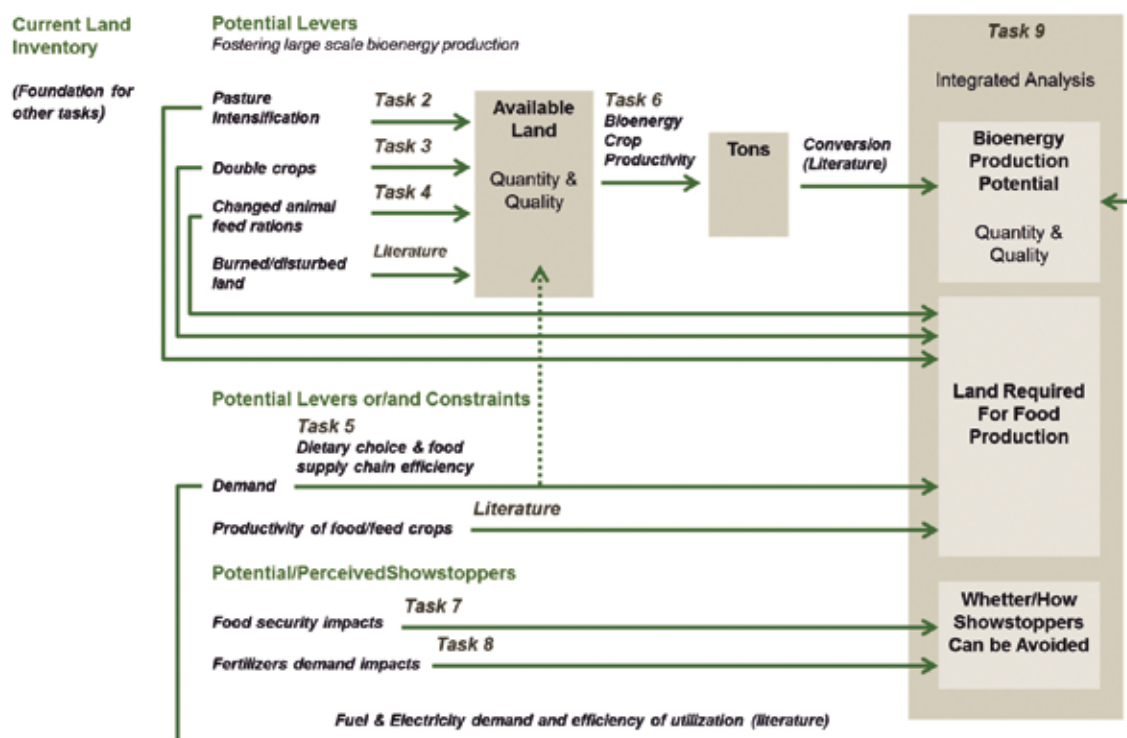 Current Land
Inventory
(Foundation for
other tasks)
Potential Levers
Fostering large scale bioenergy production
Pasture
Intensification
Task 2
Double crops
Task 3
Changed animal
feed rations
Task 4
Burned/disturbed
land
Literature
Available
Land
Quantity &
Quality
Task 6
Bioenergy
Crop
Productivity
Tons
Conversion
(Literature)
Task 9
Integrated Analysis
Bioenergy
Production
Potential
Quantity &
Quality
Land Required
For Food
Production
Potential Levers or/and Constraints
Task 5
Dietary choice & food
supply chain efficiency
Demand
Productivity of food/feed crops
Literature
Potential/PerceivedShowstoppers
Food security impacts
Task 7
Fertilizers demand impacts
Task 8
Whetter/How
Showstoppers
Can be Avoided
Fuel & Electricity demand and efficiency of utilization (literature)